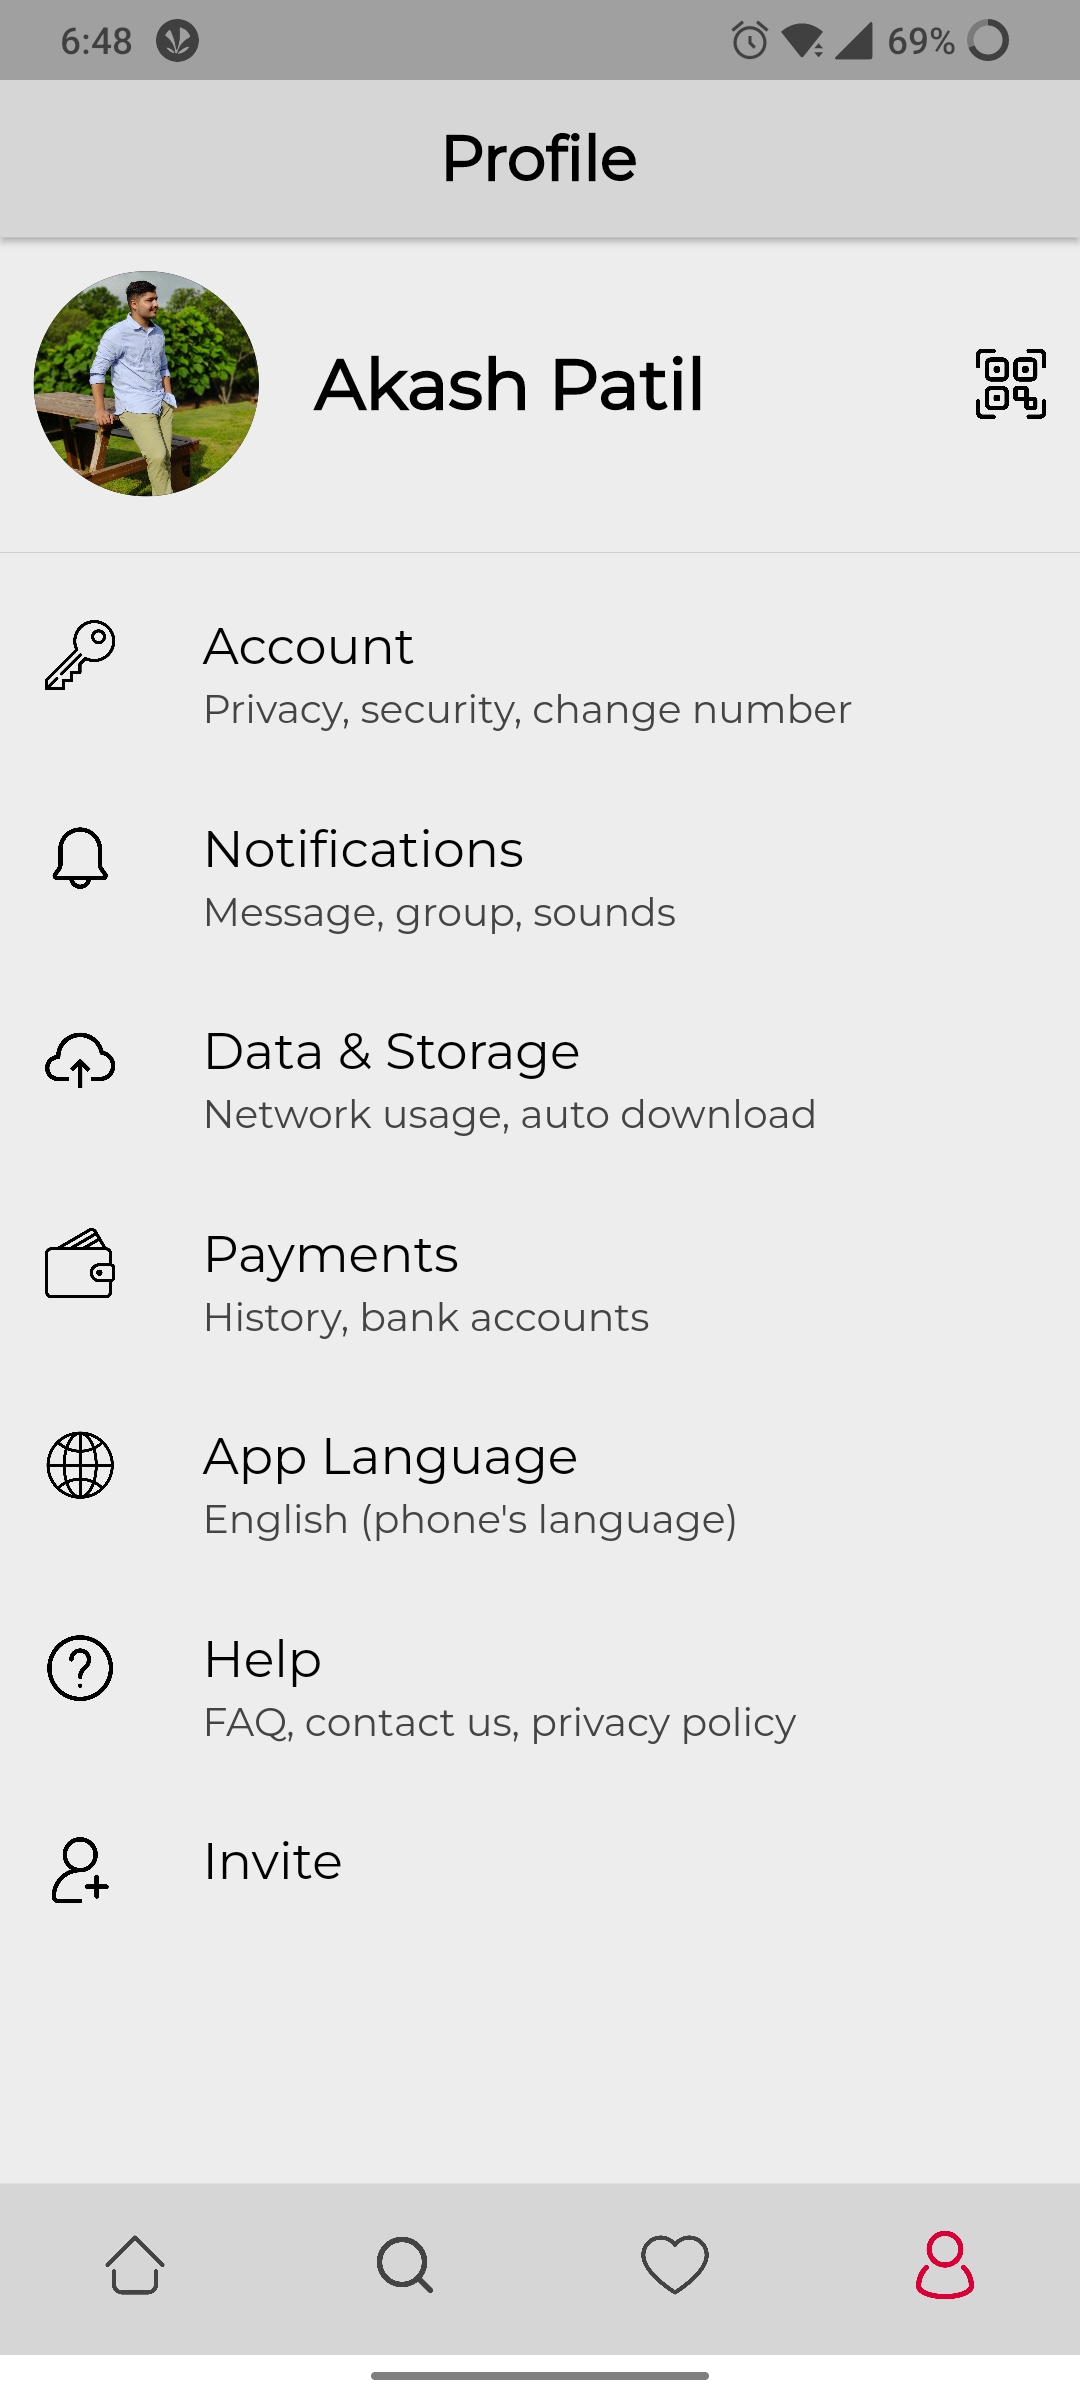 6:48 69%
Profile
Akash Patil
Account
Privacy, security, change number
Notifications
Message, group, sounds
Data & Storage
Network usage, auto download
Payments
History, bank accounts
App Language
English (phone's language)
Help
FAQ, contact us, privacy policy
Invite